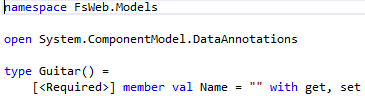 namespace FsWeb.Models
open System.ComponentModel.DataAnnotations
type Guitar() =
    [<Required>] member val Name = "" with get, set